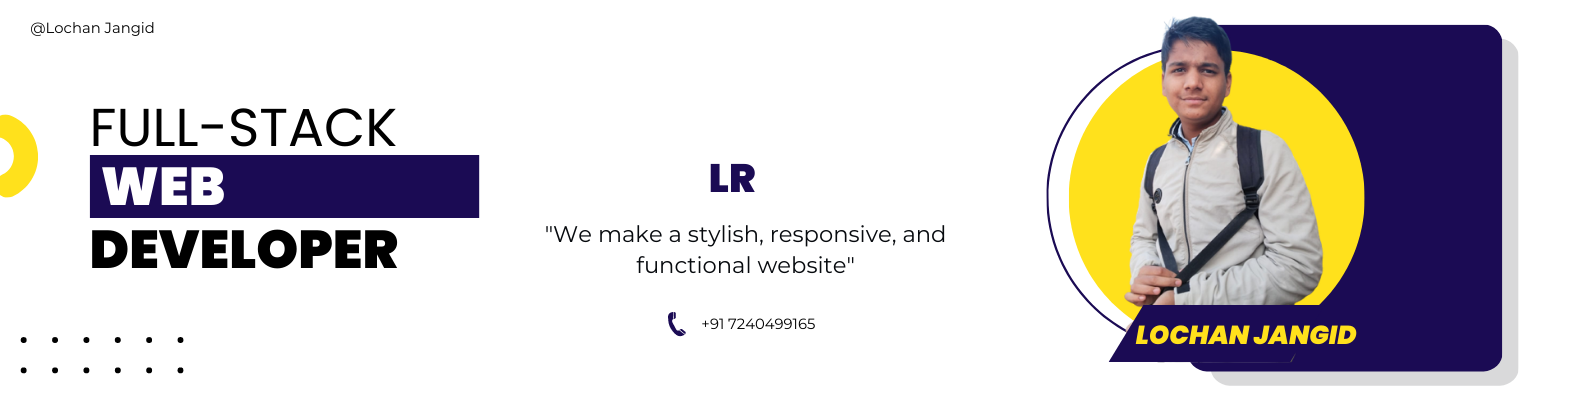 @Lochan Jangid
FULL-STACK
WEB
DEVELOPER
LR
"We make a stylish, responsive, and
functional website"
+91 7240499165
LOCHAN JANGID